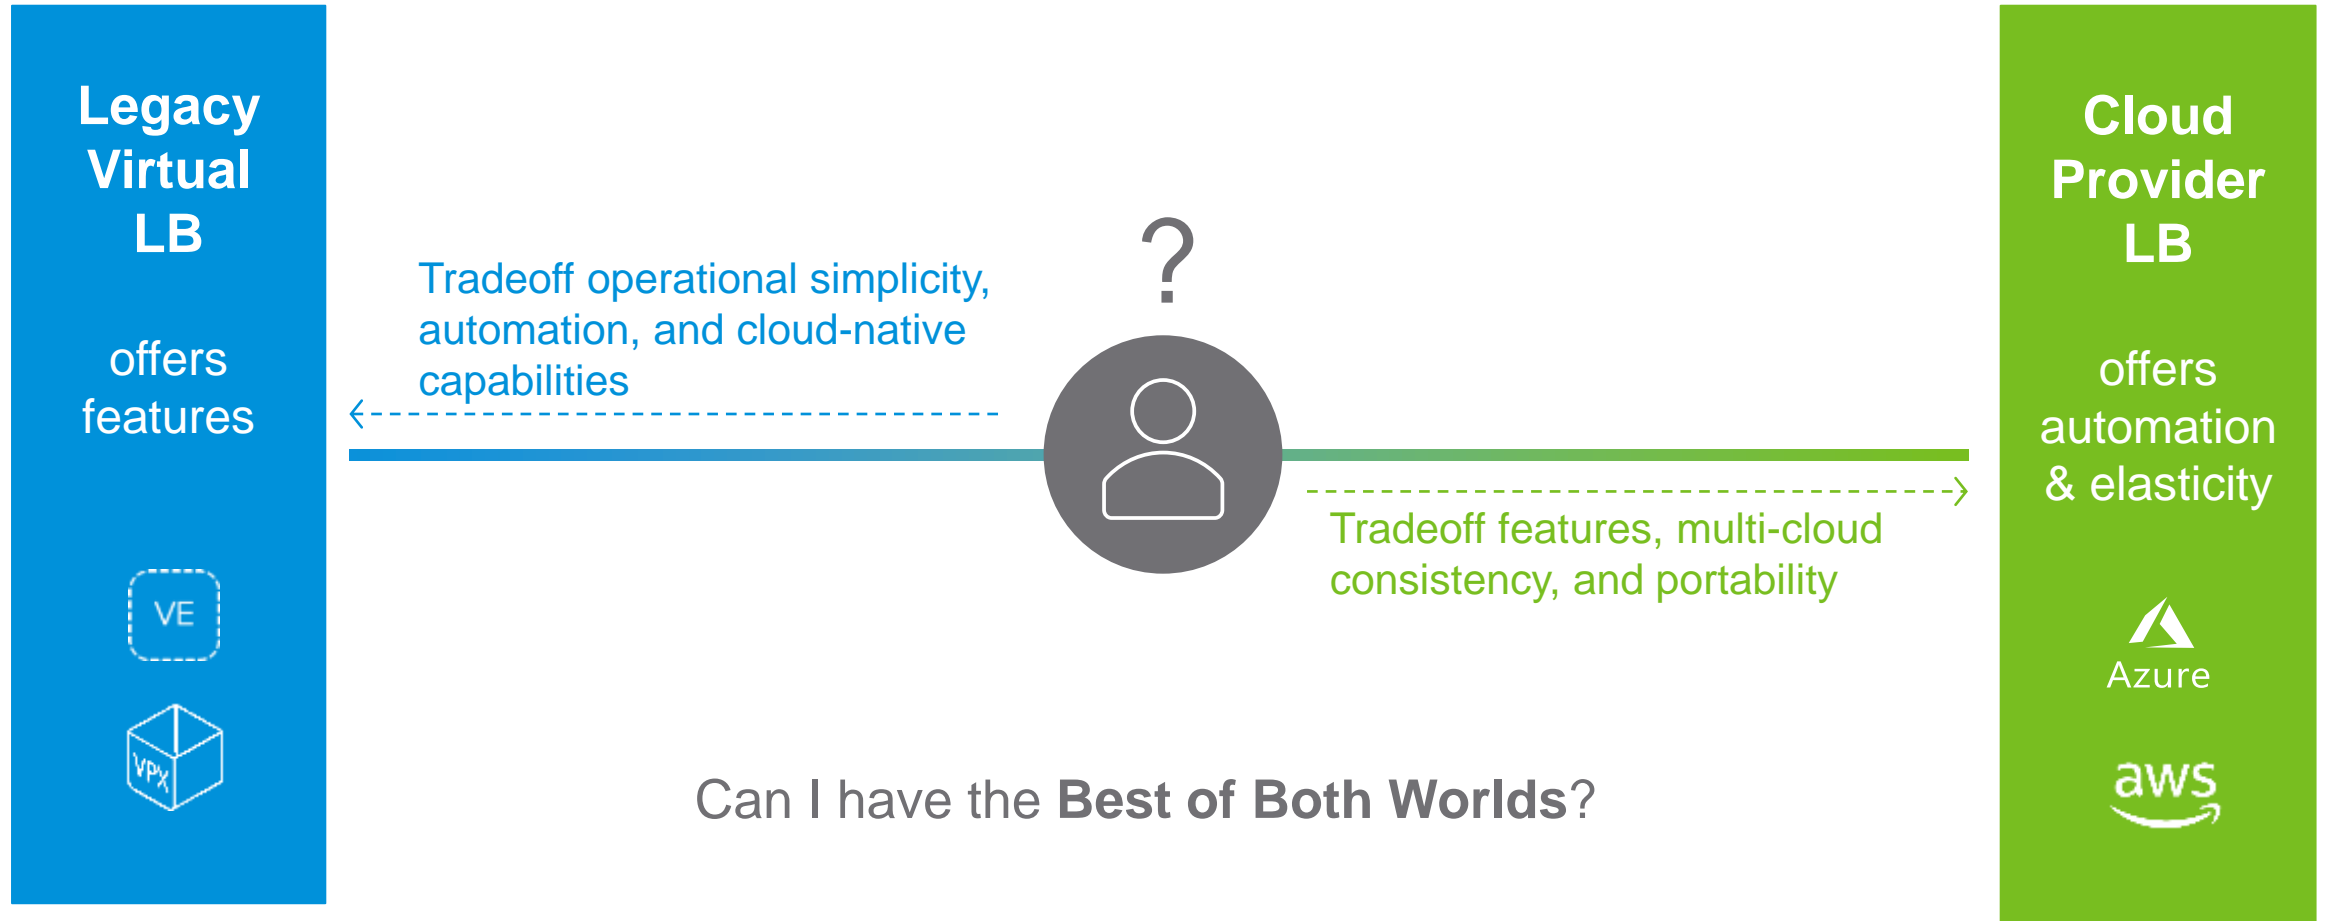 Legacy
Virtual
LB
offers
features
VE
VPX
Tradeoff operational simplicity,
automation, and cloud-native
capabilities
?
Tradeoff features, multi-cloud
consistency, and portability
Can I have the Best of Both Worlds?
Cloud
Provider
LB
offers
automation
& elasticity
Azure
aws